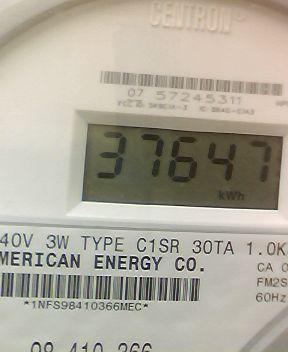 CENTRON
07 57245311
37647
kWh
40V 3W TYPE C1SR 30TA 1.0K
MERICAN ENERGY CO.
CA 0
FM2S
60Hz
*1NFS98410366MEC*
98 410 366